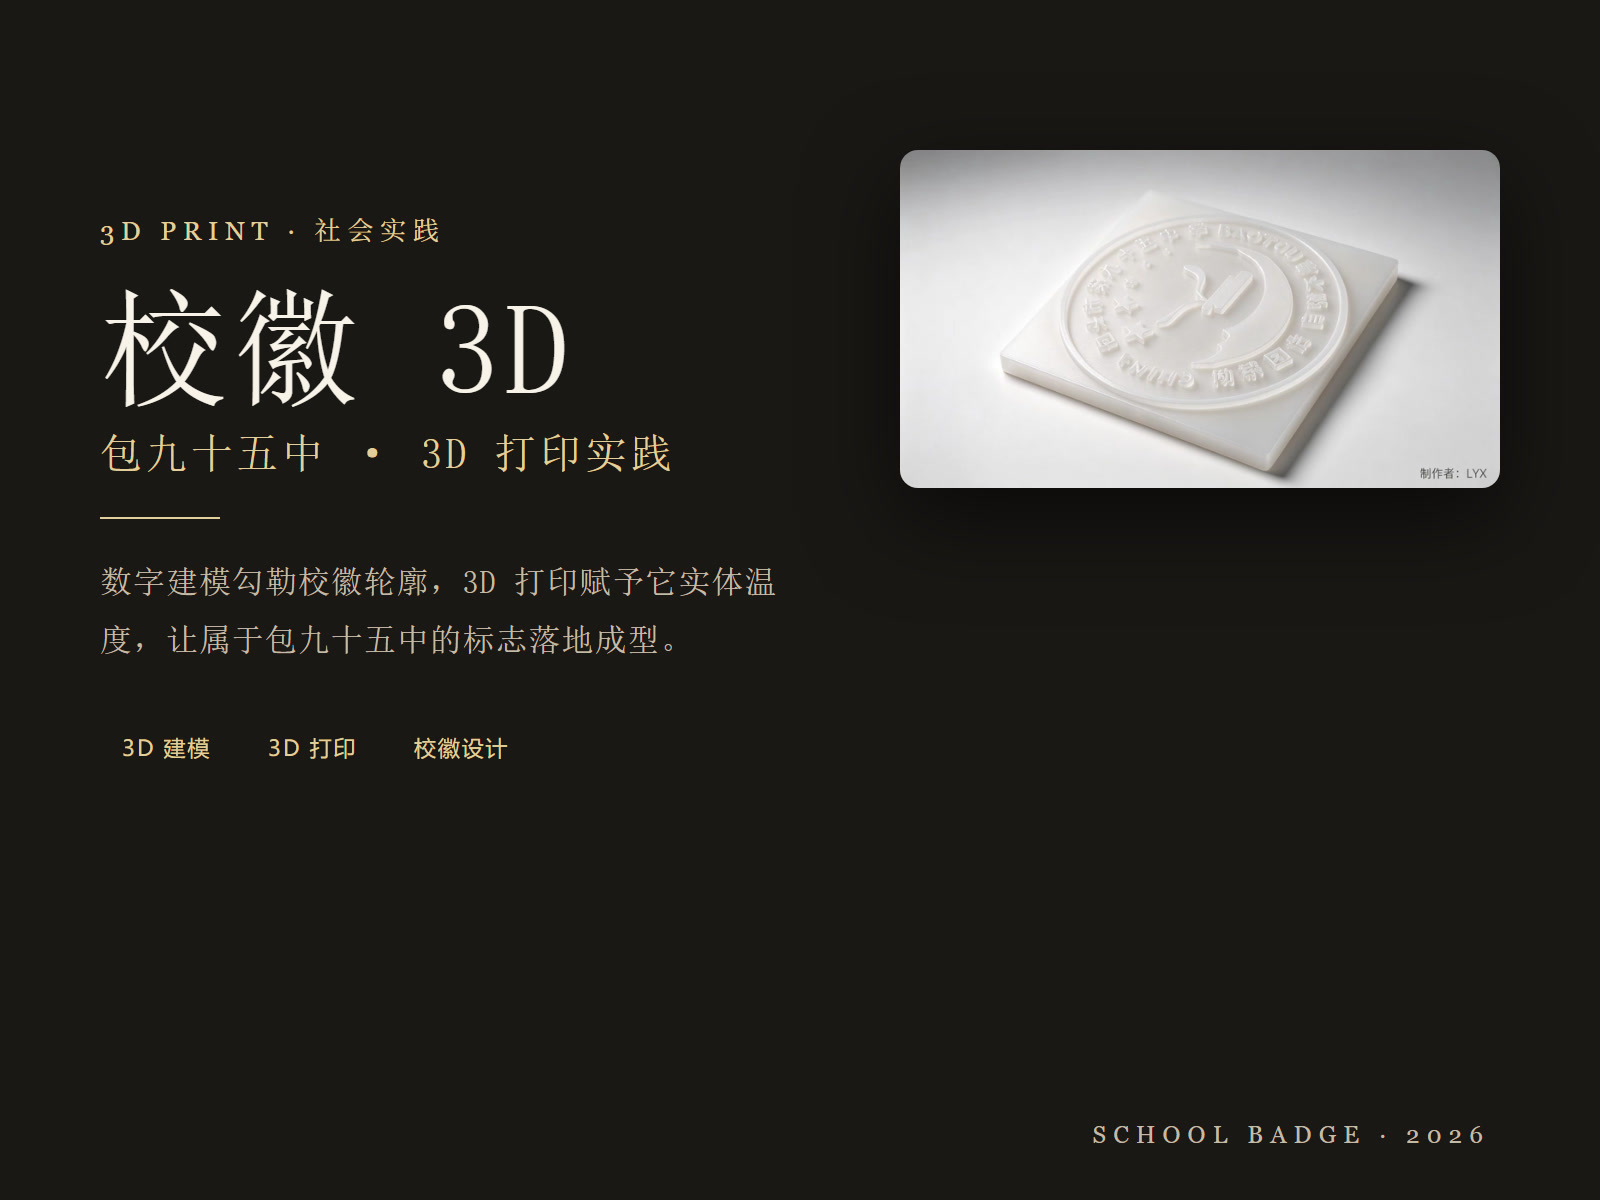 3D PRINT · 社会实践
校徽 3D
包九十五中 · 3D 打印实践
数字建模勾勒校徽轮廓，3D 打印赋予它实体温
度，让属于包九十五中的标志落地成型。
3D 建模 3D 打印 校徽设计
BAOTOU
CHINA
制作者：LYX
SCHOOL BADGE · 2026